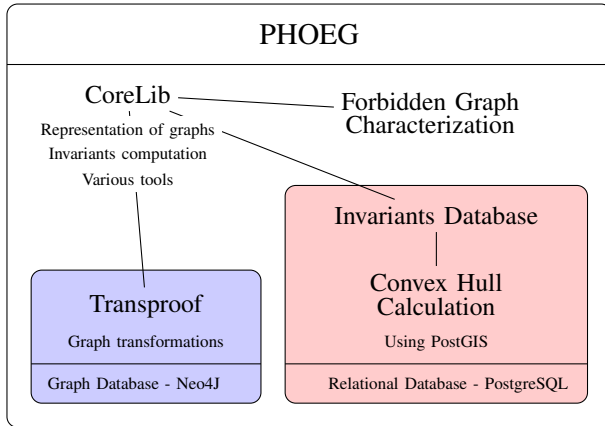 PHOEG
CoreLib
Representation of graphs
Invariants computation
Various tools
Forbidden Graph
Characterization
Invariants Database
Convex Hull
Calculation
Using PostGIS
Relational Database - PostgreSQL
Transproof
Graph transformations
Graph Database - Neo4J